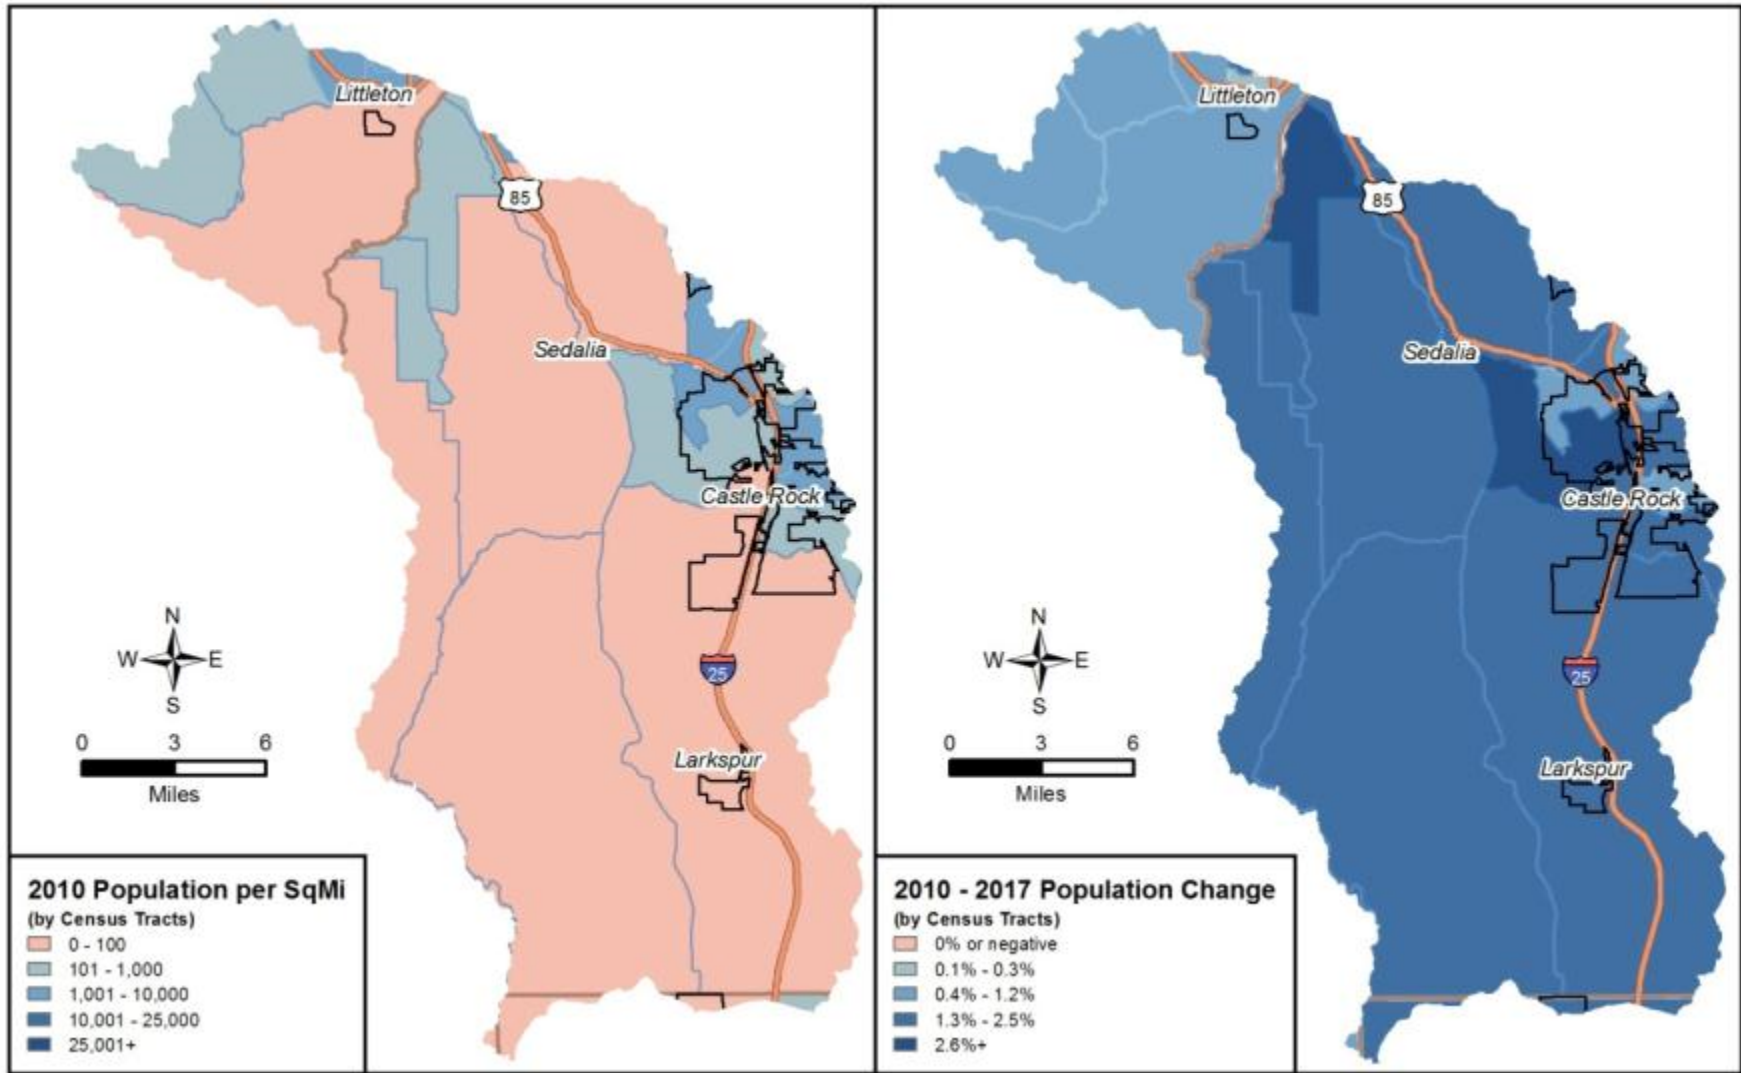 Littleton
85
Sedalia
Castle Rock
N
W E
S
25
0 3 6
Miles
Larkspur
2010 Population per SqMi
(by Census Tracts)
0 - 100
101 - 1,000
1,001 - 10,000
10,001 - 25,000
25,001+
Littleton
85
Sedalia
Castle Rock
N
W E
S
25
0 3 6
Miles
Larkspur
2010 - 2017 Population Change
(by Census Tracts)
0% or negative
0.1% - 0.3%
0.4% - 1.2%
1.3% - 2.5%
2.6%+